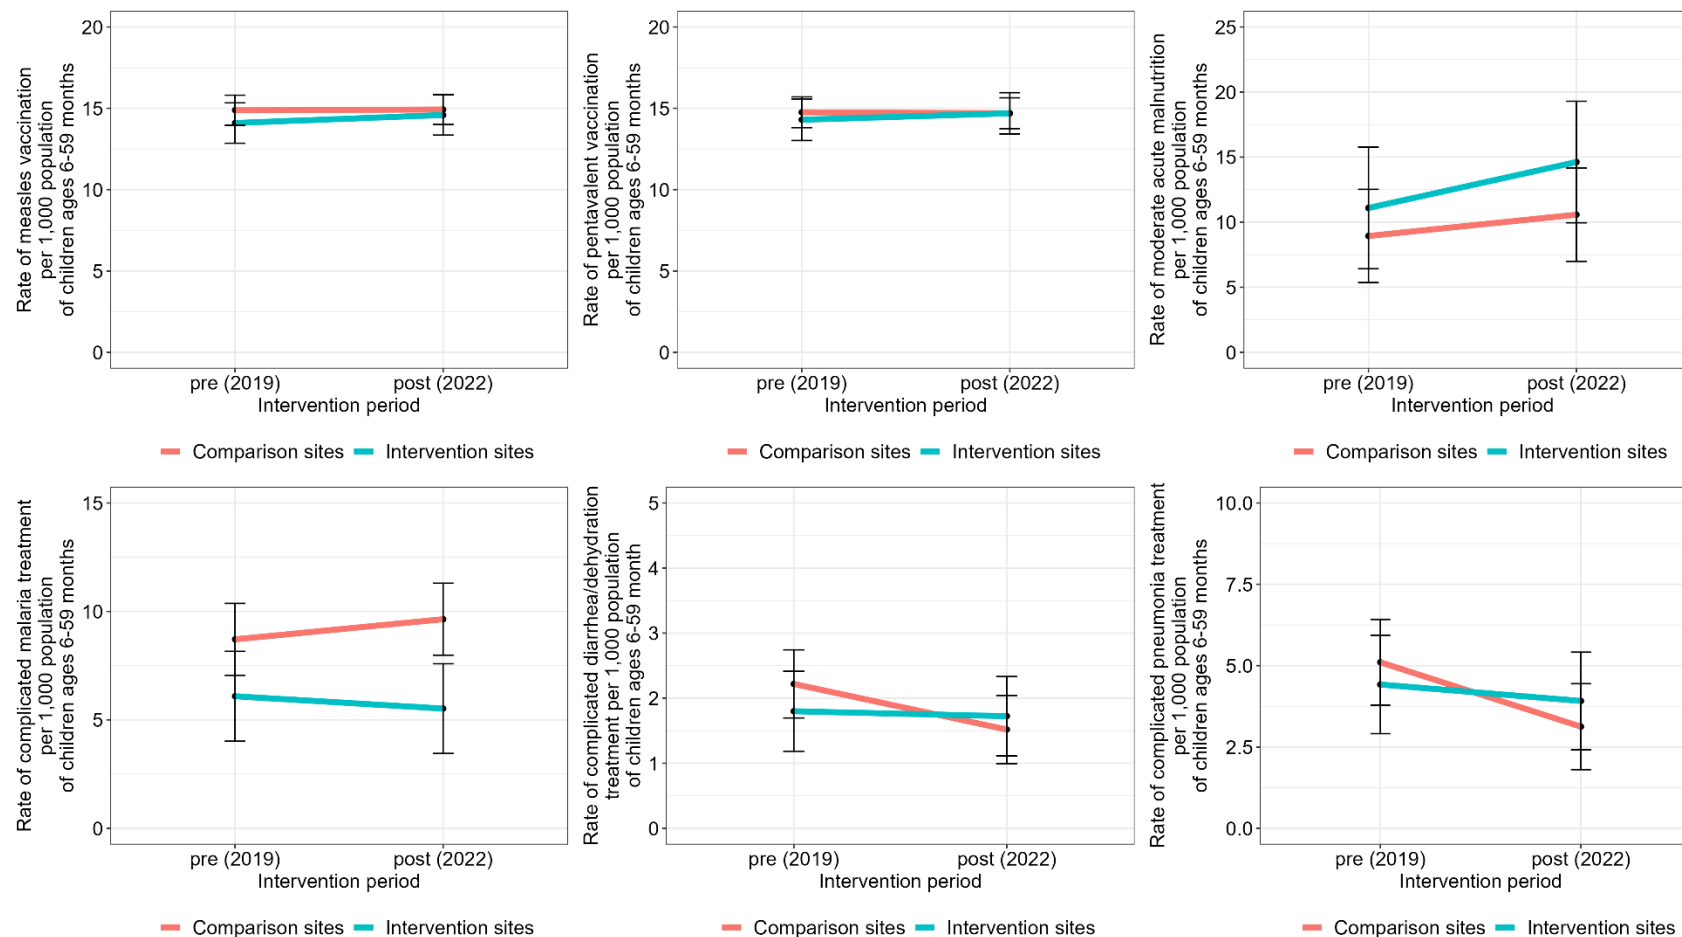 Rate of measles vaccination
per 1,000 population
of children ages 6-59 months
20
15
10
5
0
pre (2019)
post (2022)
Intervention period
Comparison sites
Intervention sites
Rate of pentavalent vaccination
per 1,000 population
of children ages 6-59 months
20
15
10
5
0
pre (2019)
post (2022)
Intervention period
Comparison sites
Intervention sites
Rate of moderate acute malnutrition
per 1,000 population
of children ages 6-59 months
25
20
15
10
5
0
pre (2019)
post (2022)
Intervention period
Comparison sites
Intervention sites
Rate of complicated malaria treatment
per 1,000 population
of children ages 6-59 months
15
10
5
0
pre (2019)
post (2022)
Intervention period
Comparison sites
Intervention sites
Rate of complicated diarrhea/dehydration
treatment per 1,000 population
of children ages 6-59 month
5
4
3
2
1
0
pre (2019)
post (2022)
Intervention period
Comparison sites
Intervention sites
Rate of complicated pneumonia treatment
per 1,000 population
of children ages 6-59 months
10.0
7.5
5.0
2.5
0.0
pre (2019)
post (2022)
Intervention period
Comparison sites
Intervention sites